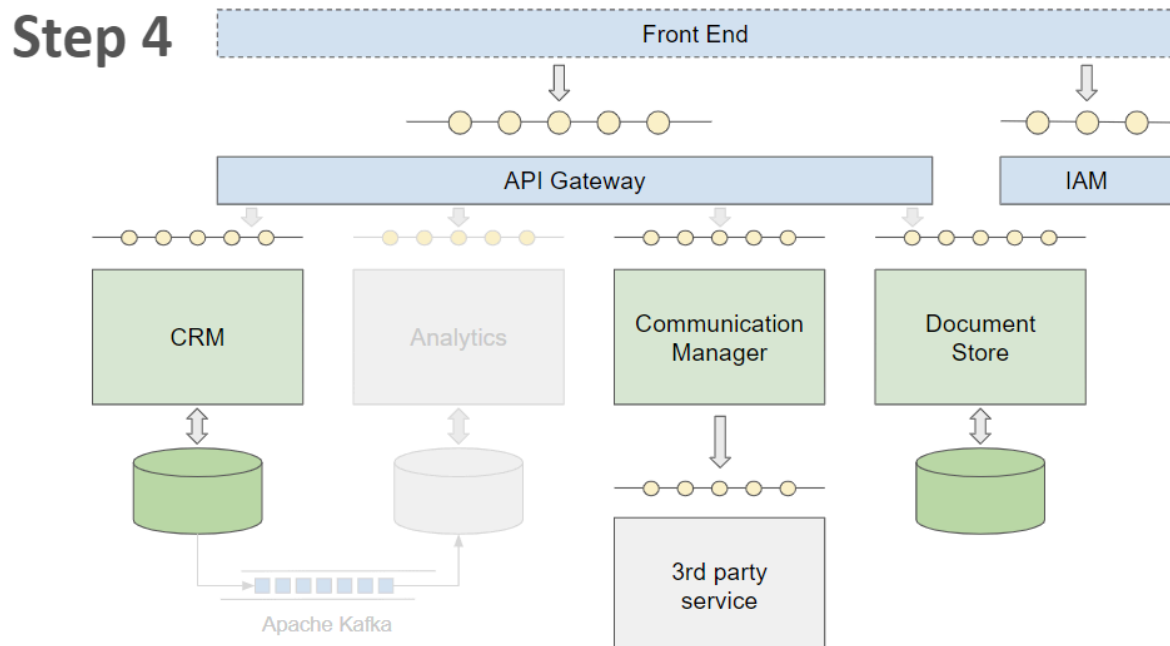 Step 4
Front End
API Gateway
IAM
CRM
Analytics
Communication
Manager
Document
Store
3rd party
service
Apache Kafka